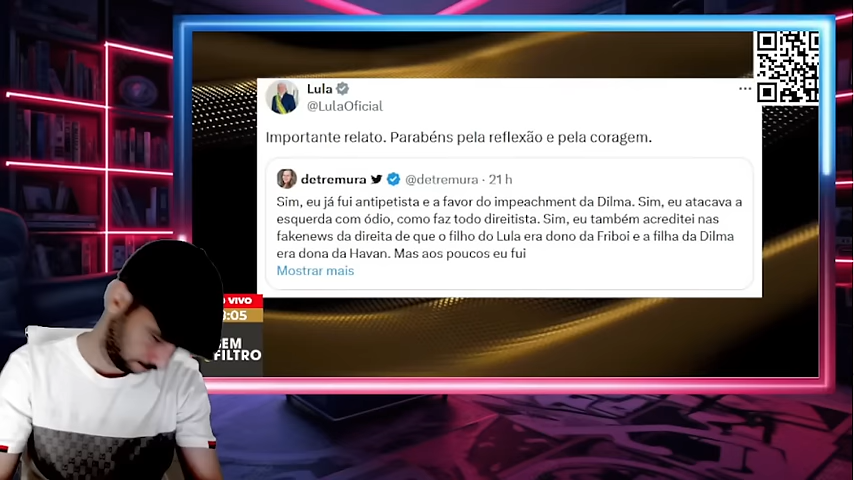 Lula
@LulaOficial
Importante relato. Parabéns pela reflexão e pela coragem.
detremura @detremura · 21 h
Sim, eu já fui antipetista e a favor do impeachment da Dilma. Sim, eu atacava a
esquerda com ódio, como faz todo direitista. Sim, eu também acreditei nas
fakenews da direita de que o filho do Lula era dono da Friboi e a filha da Dilma
era dona da Havan. Mas aos poucos eu fui
Mostrar mais
VIVO
:05
FILTRO